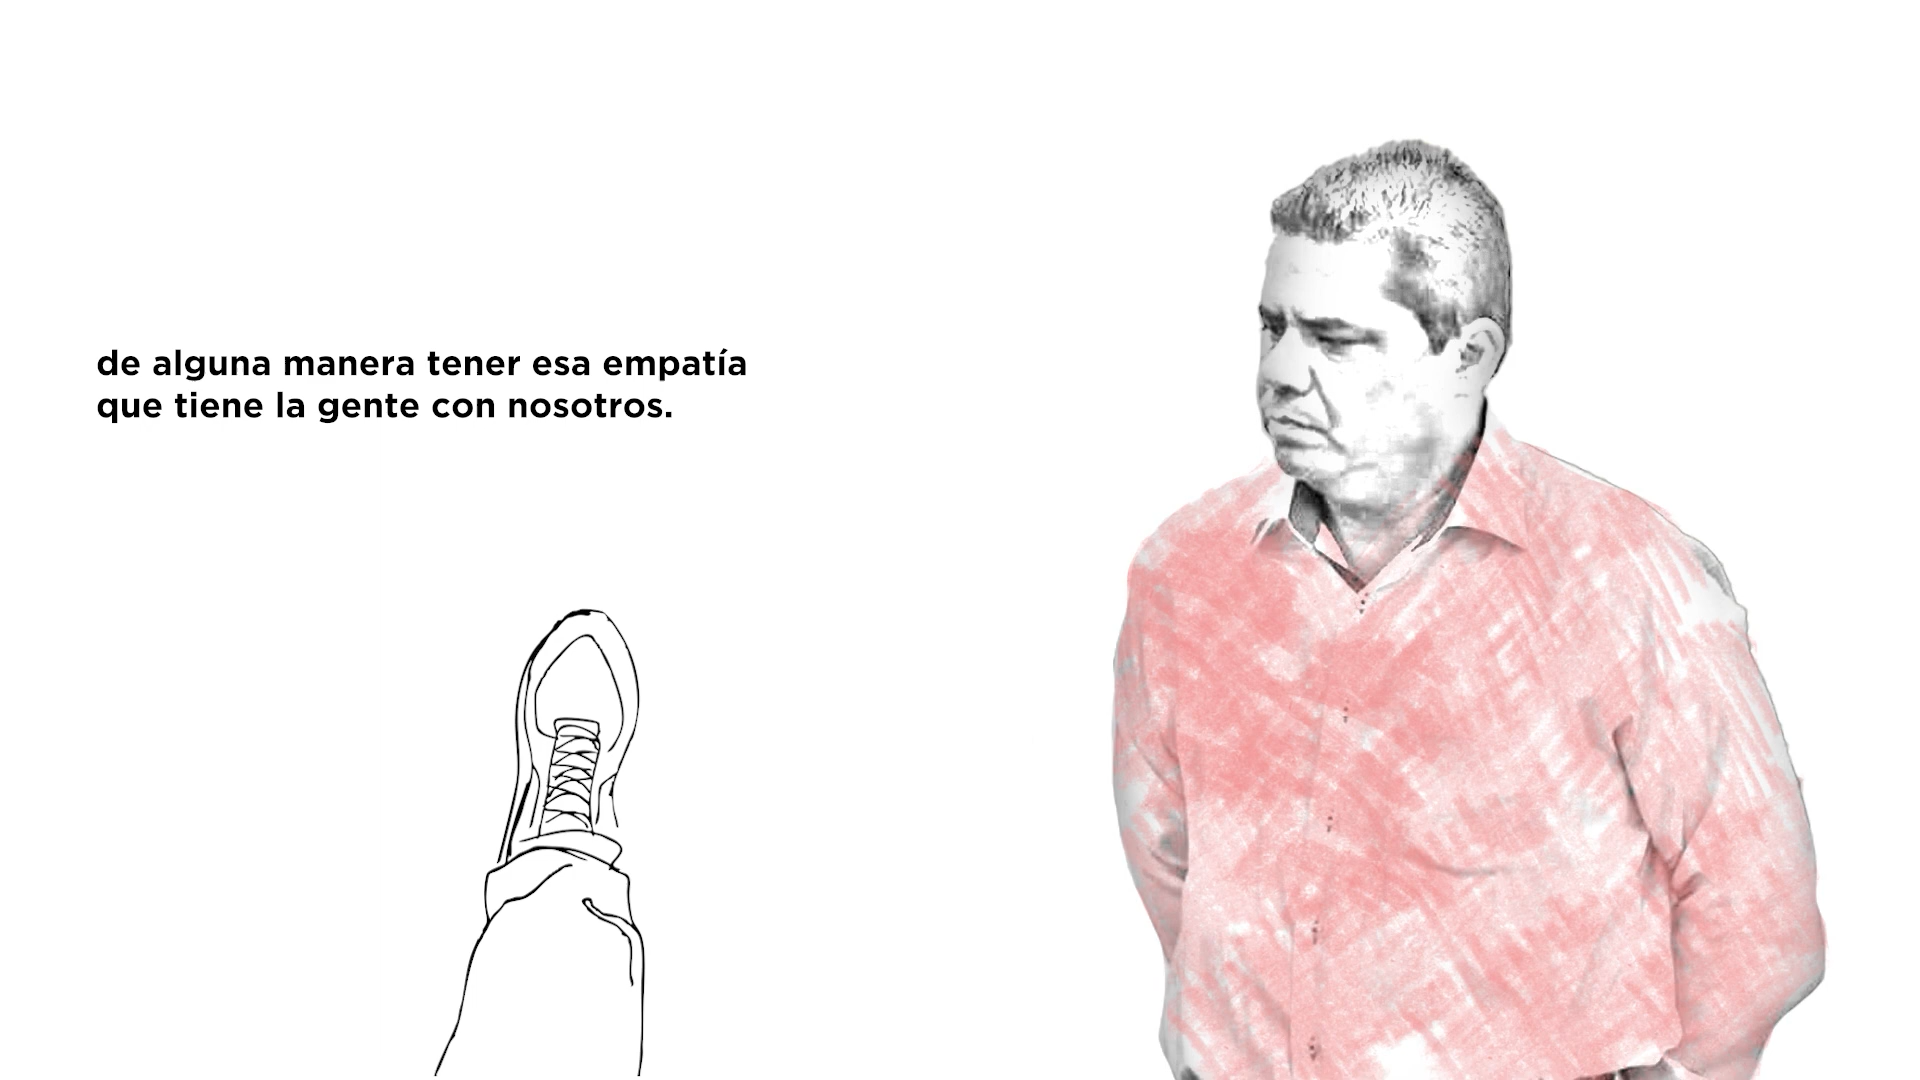 de alguna manera tener esa empatía
que tiene la gente con nosotros.